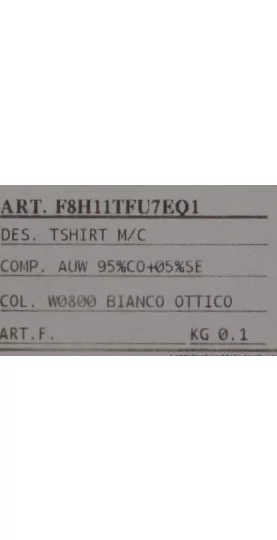 ART. F8H11TFU7EQ1
DES. TSHIRT M/C
COMP. AUW 95%CO+05%SE
COL. W0800 BIANCO OTTICO
ART.F. KG 0.1